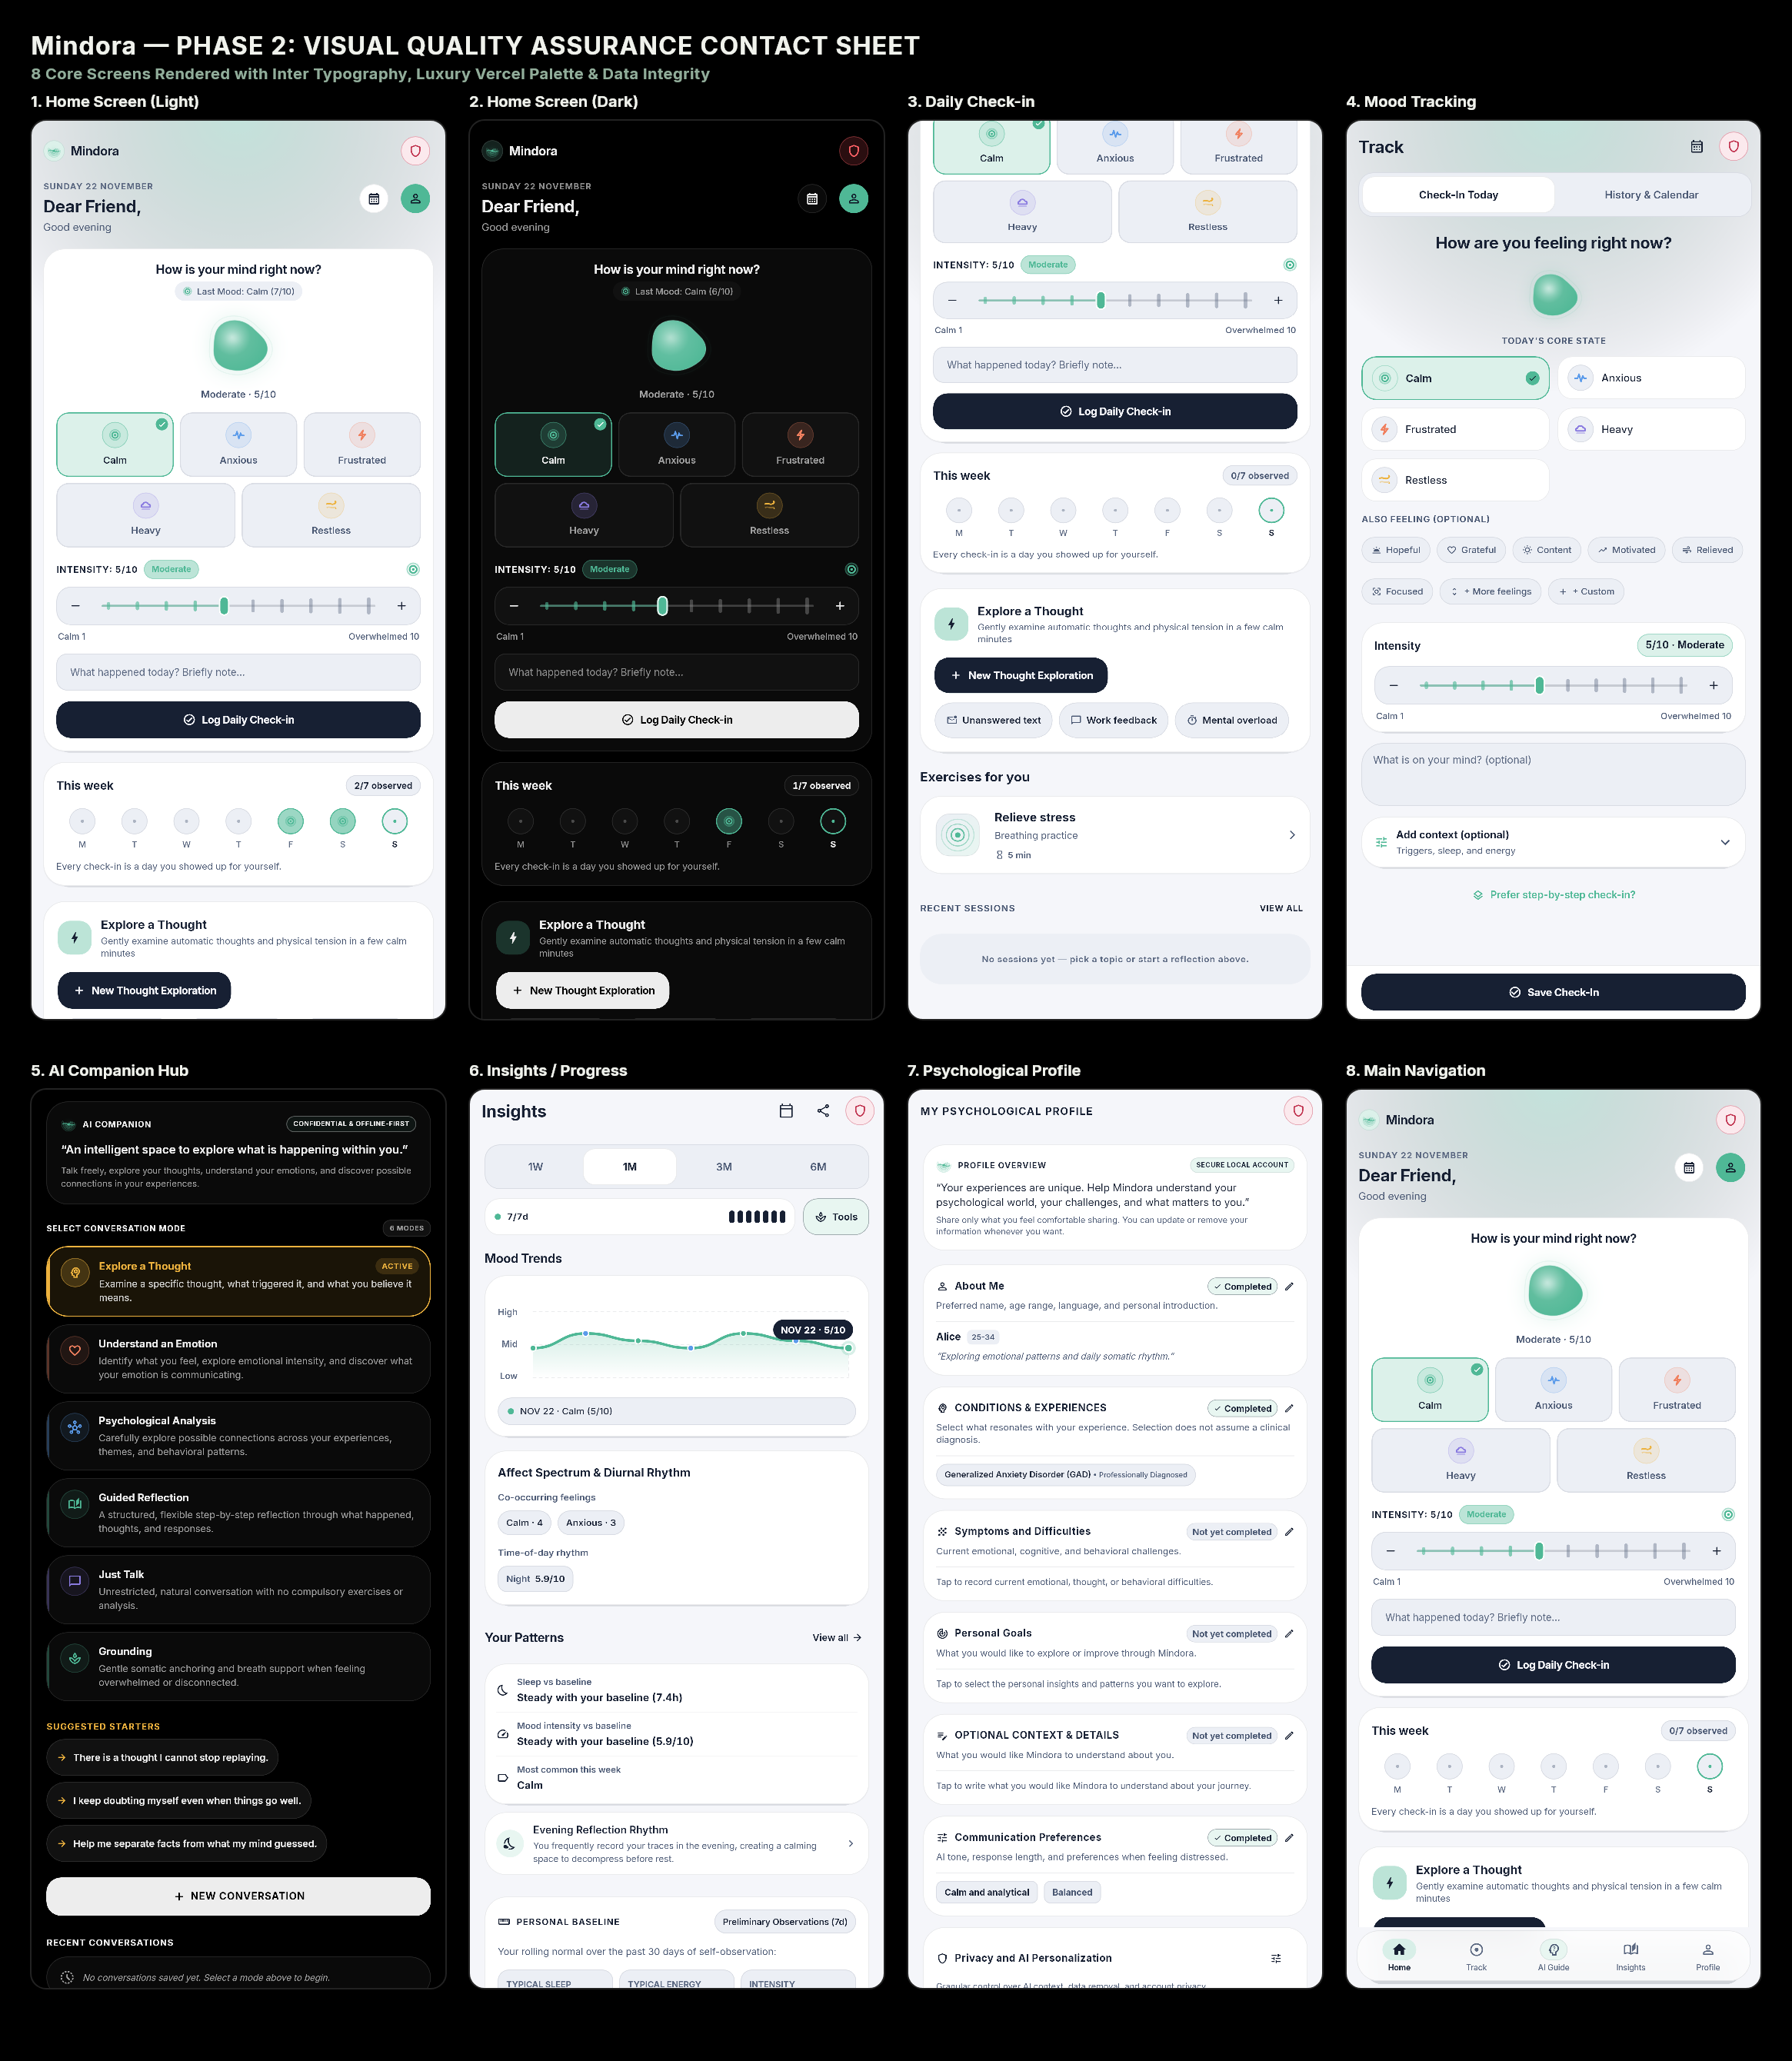 Mindora — PHASE 2: VISUAL QUALITY ASSURANCE CONTACT SHEET
8 Core Screens Rendered with Inter Typography, Luxury Vercel Palette & Data Integrity
1. Home Screen (Light)
Mindora
SUNDAY 22 NOVEMBER
Dear Friend,
Good evening
How is your mind right now?
Last Mood: Calm (7/10)
Moderate · 5/10
Calm
Anxious
Frustrated
Heavy
Restless
INTENSITY: 5/10
Moderate
Calm 1
Overwhelmed 10
What happened today? Briefly note...
Log Daily Check-in
This week
2/7 observed
M T W T F S S
Every check-in is a day you showed up for yourself.
Explore a Thought
Gently examine automatic thoughts and physical tension in a few calm
minutes
+ New Thought Exploration
2. Home Screen (Dark)
Mindora
SUNDAY 22 NOVEMBER
Dear Friend,
Good evening
How is your mind right now?
Last Mood: Calm (6/10)
Moderate · 5/10
Calm
Anxious
Frustrated
Heavy
Restless
INTENSITY: 5/10
Moderate
Calm 1
Overwhelmed 10
What happened today? Briefly note...
Log Daily Check-in
This week
1/7 observed
M T W T F S S
Every check-in is a day you showed up for yourself.
Explore a Thought
Gently examine automatic thoughts and physical tension in a few calm
minutes
+ New Thought Exploration
3. Daily Check-in
Calm
Anxious
Frustrated
Heavy
Restless
INTENSITY: 5/10
Moderate
Calm 1
Overwhelmed 10
What happened today? Briefly note...
Log Daily Check-in
This week
0/7 observed
M T W T F S S
Every check-in is a day you showed up for yourself.
Explore a Thought
Gently examine automatic thoughts and physical tension in a few calm
minutes
+ New Thought Exploration
Unanswered text
Work feedback
Mental overload
Exercises for you
Relieve stress
Breathing practice
5 min
RECENT SESSIONS
VIEW ALL
No sessions yet — pick a topic or start a reflection above.
4. Mood Tracking
Track
Check-In Today
History & Calendar
How are you feeling right now?
TODAY'S CORE STATE
Calm
Anxious
Frustrated
Heavy
Restless
ALSO FEELING (OPTIONAL)
Hopeful
Grateful
Content
Motivated
Relieved
Focused
+ More feelings
+ + Custom
Intensity
5/10 · Moderate
Calm 1
Overwhelmed 10
What is on your mind? (optional)
Add context (optional)
Triggers, sleep, and energy
Prefer step-by-step check-in?
Save Check-In
5. AI Companion Hub
AI COMPANION
CONFIDENTIAL & OFFLINE-FIRST
“An intelligent space to explore what is happening within you.”
Talk freely, explore your thoughts, understand your emotions, and discover possible
connections in your experiences.
SELECT CONVERSATION MODE
6 MODES
Explore a Thought
ACTIVE
Examine a specific thought, what triggered it, and what you believe it
means.
Understand an Emotion
Identify what you feel, explore emotional intensity, and discover what
your emotion is communicating.
Psychological Analysis
Carefully explore possible connections across your experiences,
themes, and behavioral patterns.
Guided Reflection
A structured, flexible step-by-step reflection through what happened,
thoughts, and responses.
Just Talk
Unrestricted, natural conversation with no compulsory exercises or
analysis.
Grounding
Gentle somatic anchoring and breath support when feeling
overwhelmed or disconnected.
SUGGESTED STARTERS
→ There is a thought I cannot stop replaying.
→ I keep doubting myself even when things go well.
→ Help me separate facts from what my mind guessed.
+ NEW CONVERSATION
RECENT CONVERSATIONS
No conversations saved yet. Select a mode above to begin.
6. Insights / Progress
Insights
1W
1M
3M
6M
7/7d
Tools
Mood Trends
High
Mid
Low
NOV 22 · 5/10
NOV 22 · Calm (5/10)
Affect Spectrum & Diurnal Rhythm
Co-occurring feelings
Calm · 4
Anxious · 3
Time-of-day rhythm
Night 5.9/10
Your Patterns
View all →
Sleep vs baseline
Steady with your baseline (7.4h)
Mood intensity vs baseline
Steady with your baseline (5.9/10)
Most common this week
Calm
Evening Reflection Rhythm
You frequently record your traces in the evening, creating a calming
space to decompress before rest.
PERSONAL BASELINE
Preliminary Observations (7d)
Your rolling normal over the past 30 days of self-observation:
TYPICAL SLEEP
TYPICAL ENERGY
INTENSITY
7. Psychological Profile
MY PSYCHOLOGICAL PROFILE
PROFILE OVERVIEW
SECURE LOCAL ACCOUNT
“Your experiences are unique. Help Mindora understand your
psychological world, your challenges, and what matters to you.”
Share only what you feel comfortable sharing. You can update or remove your
information whenever you want.
About Me
✓ Completed
Preferred name, age range, language, and personal introduction.
Alice
25-34
"Exploring emotional patterns and daily somatic rhythm."
CONDITIONS & EXPERIENCES
✓ Completed
Select what resonates with your experience. Selection does not assume a clinical
diagnosis.
Generalized Anxiety Disorder (GAD) • Professionally Diagnosed
Symptoms and Difficulties
Not yet completed
Current emotional, cognitive, and behavioral challenges.
Tap to record current emotional, thought, or behavioral difficulties.
Personal Goals
Not yet completed
What you would like to explore or improve through Mindora.
Tap to select the personal insights and patterns you want to explore.
OPTIONAL CONTEXT & DETAILS
Not yet completed
What you would like Mindora to understand about you.
Tap to write what you would like Mindora to understand about your journey.
Communication Preferences
✓ Completed
AI tone, response length, and preferences when feeling distressed.
Calm and analytical
Balanced
Privacy and AI Personalization
Granular control over AI context, data removal, and account privacy.
8. Main Navigation
Mindora
SUNDAY 22 NOVEMBER
Dear Friend,
Good evening
How is your mind right now?
Moderate · 5/10
Calm
Anxious
Frustrated
Heavy
Restless
INTENSITY: 5/10
Moderate
Calm 1
Overwhelmed 10
What happened today? Briefly note...
Log Daily Check-in
This week
0/7 observed
M T W T F S S
Every check-in is a day you showed up for yourself.
Explore a Thought
Gently examine automatic thoughts and physical tension in a few calm
minutes
Home
Track
AI Guide
Insights
Profile